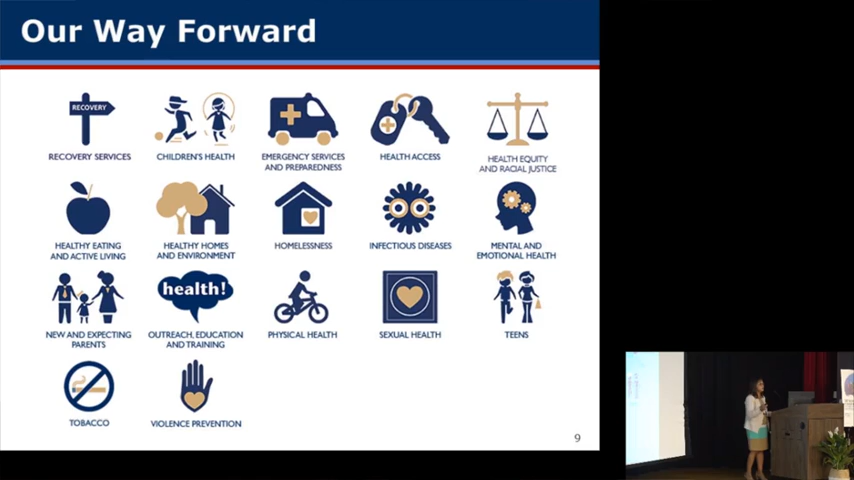 Our Way Forward
RECOVERY
RECOVERY SERVICES
CHILDREN'S HEALTH
EMERGENCY SERVICES
AND PREPAREDNESS
HEALTH ACCESS
HEALTH EQUITY
AND RACIAL JUSTICE
HEALTHY EATING
AND ACTIVE LIVING
HEALTHY HOMES
AND ENVIRONMENT
HOMELESSNESS
INFECTIOUS DISEASES
MENTAL AND
EMOTIONAL HEALTH
NEW AND EXPECTING
PARENTS
health!
OUTREACH, EDUCATION
AND TRAINING
PHYSICAL HEALTH
SEXUAL HEALTH
TEENS
TOBACCO
VIOLENCE PREVENTION
9